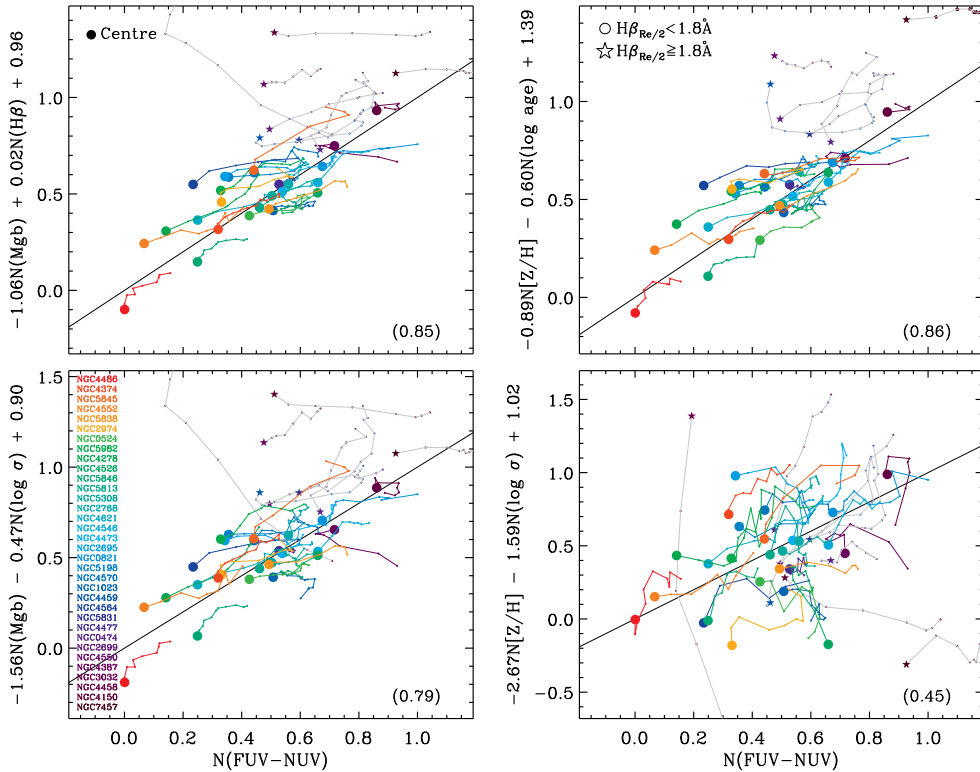 −1.06N(Mgb) + 0.02N(Hβ) + 0.96
● Centre
1.0
0.5
0.0
(0.85)
−0.89N[Z/H] − 0.60N(log age) + 1.39
○ Hβ_Re/2<1.8Å
☆ Hβ_Re/2≧1.8Å
1.0
0.5
0.0
(0.86)
−1.56N(Mgb) − 0.47N(log σ) + 0.90
1.5
1.0
0.5
0.0
NGC4486
NGC4374
NGC5845
NGC4552
NGC5838
NGC2974
NGC0524
NGC5982
NGC4278
NGC4526
NGC5846
NGC5813
NGC5308
NGC2768
NGC4621
NGC4546
NGC4473
NGC2695
NGC0821
NGC5198
NGC4570
NGC1023
NGC4459
NGC4564
NGC5831
NGC4477
NGC0474
NGC2699
NGC4550
NGC4387
NGC3032
NGC4458
NGC4150
NGC7457
(0.79)
0.0 0.2 0.4 0.6 0.8 1.0
N(FUV−NUV)
−2.67N[Z/H] − 1.59N(log σ) + 1.02
1.5
1.0
0.5
0.0
−0.5
(0.45)
0.0 0.2 0.4 0.6 0.8 1.0
N(FUV−NUV)